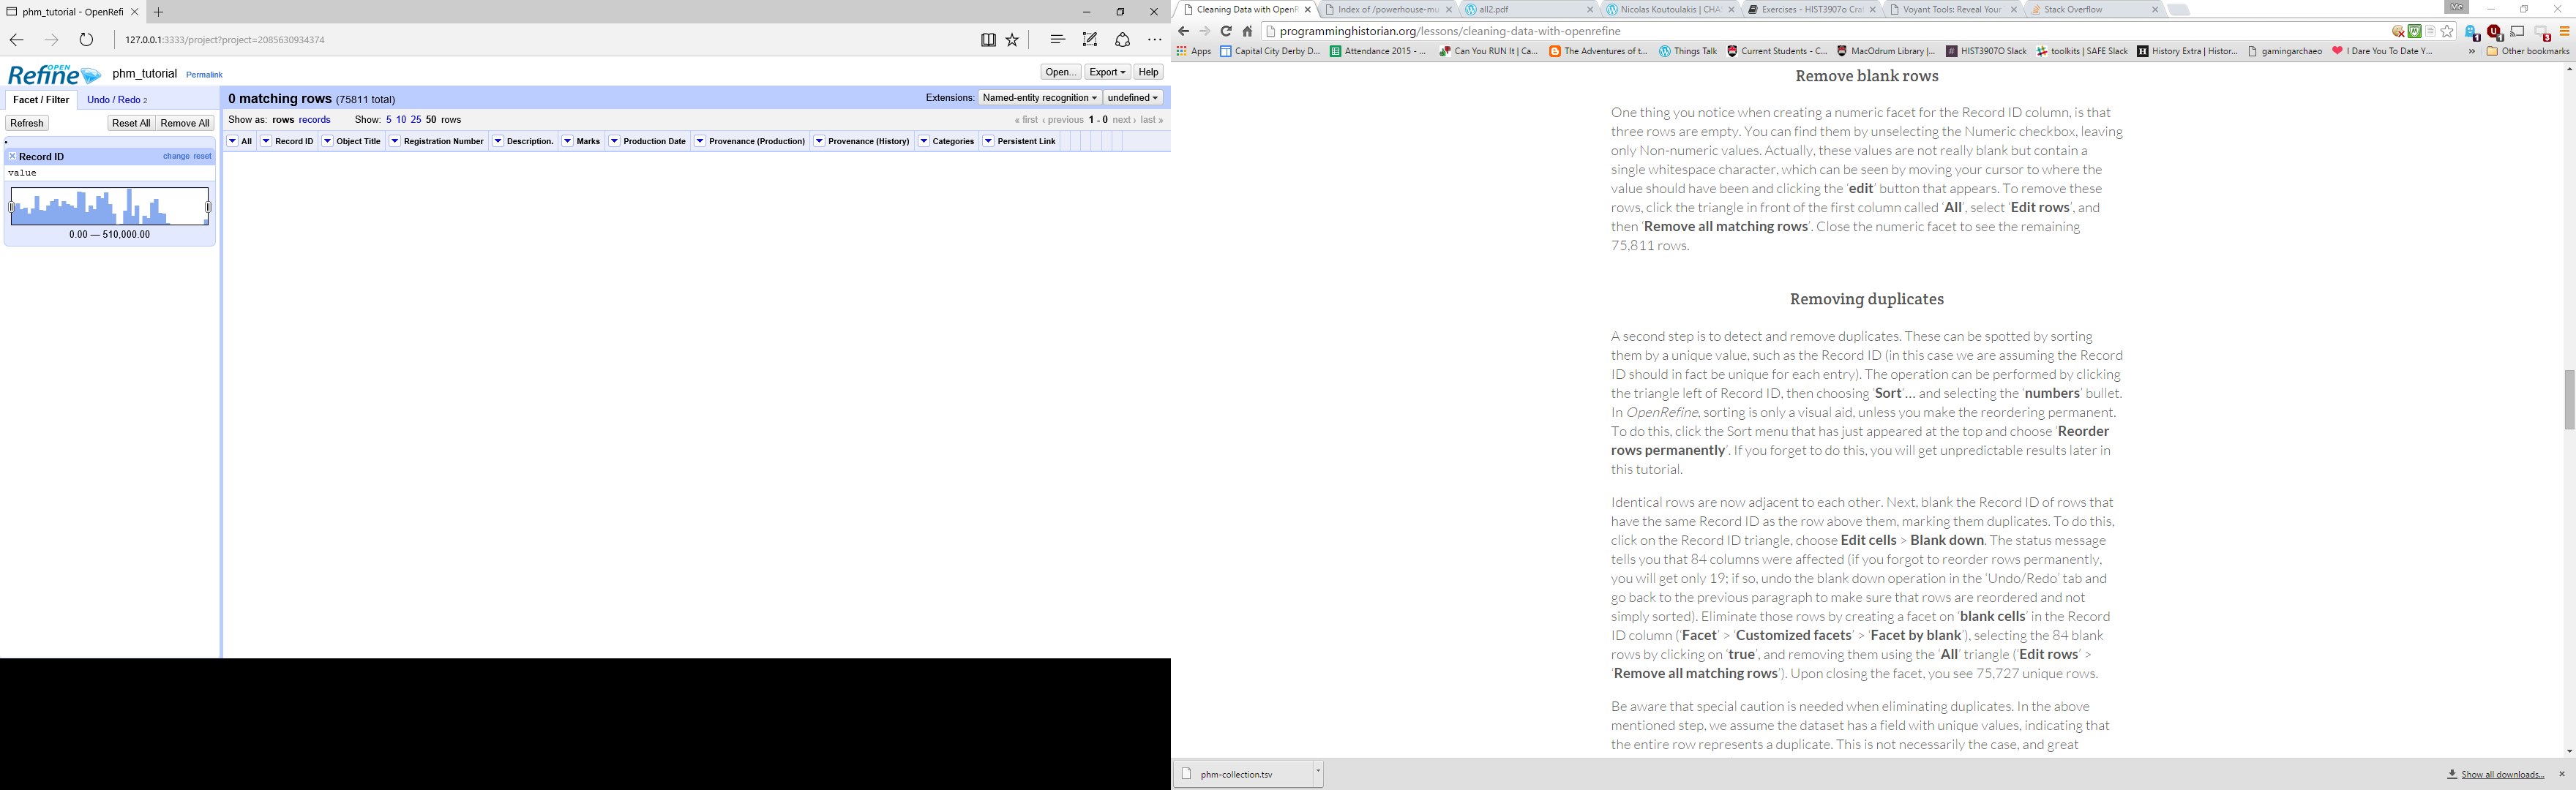 phm_tutorial - OpenRefi
127.0.0.1:3333/project?project=2085630934374
OPEN
Refine
phm_tutorial Permalink
Open... Export Help
Facet / Filter Undo / Redo 2
Refresh Reset All Remove All
Record ID change reset
value
0.00 — 510,000.00
0 matching rows (75811 total)
Extensions: Named-entity recognition undefined
Show as: rows records Show: 5 10 25 50 rows
« first ‹ previous 1 - 0 next › last »
All Record ID Object Title Registration Number Description. Marks Production Date Provenance (Production) Provenance (History) Categories Persistent Link
Cleaning Data with OpenR Index of /powerhouse-mu all2.pdf Nicolas Koutoulakis | CHA Exercises - HIST3907o Cra Voyant Tools: Reveal Your Stack Overflow
Me
programminghistorian.org/lessons/cleaning-data-with-openrefine
Apps Capital City Derby D... Attendance 2015 - ... Can You RUN It | Ca... The Adventures of t... Things Talk Current Students - C... MacOdrum Library |... HIST3907O Slack toolkits | SAFE Slack History Extra | Histor... gamingarchaeo I Dare You To Date Y... » Other bookmarks
Remove blank rows
One thing you notice when creating a numeric facet for the Record ID column, is that
three rows are empty. You can find them by unselecting the Numeric checkbox, leaving
only Non-numeric values. Actually, these values are not really blank but contain a
single whitespace character, which can be seen by moving your cursor to where the
value should have been and clicking the ‘edit’ button that appears. To remove these
rows, click the triangle in front of the first column called ‘All’, select ‘Edit rows’, and
then ‘Remove all matching rows’. Close the numeric facet to see the remaining
75,811 rows.
Removing duplicates
A second step is to detect and remove duplicates. These can be spotted by sorting
them by a unique value, such as the Record ID (in this case we are assuming the Record
ID should in fact be unique for each entry). The operation can be performed by clicking
the triangle left of Record ID, then choosing ‘Sort’… and selecting the ‘numbers’ bullet.
In OpenRefine, sorting is only a visual aid, unless you make the reordering permanent.
To do this, click the Sort menu that has just appeared at the top and choose ‘Reorder
rows permanently’. If you forget to do this, you will get unpredictable results later in
this tutorial.
Identical rows are now adjacent to each other. Next, blank the Record ID of rows that
have the same Record ID as the row above them, marking them duplicates. To do this,
click on the Record ID triangle, choose Edit cells > Blank down. The status message
tells you that 84 columns were affected (if you forgot to reorder rows permanently,
you will get only 19; if so, undo the blank down operation in the ‘Undo/Redo’ tab and
go back to the previous paragraph to make sure that rows are reordered and not
simply sorted). Eliminate those rows by creating a facet on ‘blank cells’ in the Record
ID column (‘Facet’ > ‘Customized facets’ > ‘Facet by blank’), selecting the 84 blank
rows by clicking on ‘true’, and removing them using the ‘All’ triangle (‘Edit rows’ >
‘Remove all matching rows’). Upon closing the facet, you see 75,727 unique rows.
Be aware that special caution is needed when eliminating duplicates. In the above
mentioned step, we assume the dataset has a field with unique values, indicating that
the entire row represents a duplicate. This is not necessarily the case, and great
phm-collection.tsv
Show all downloads...